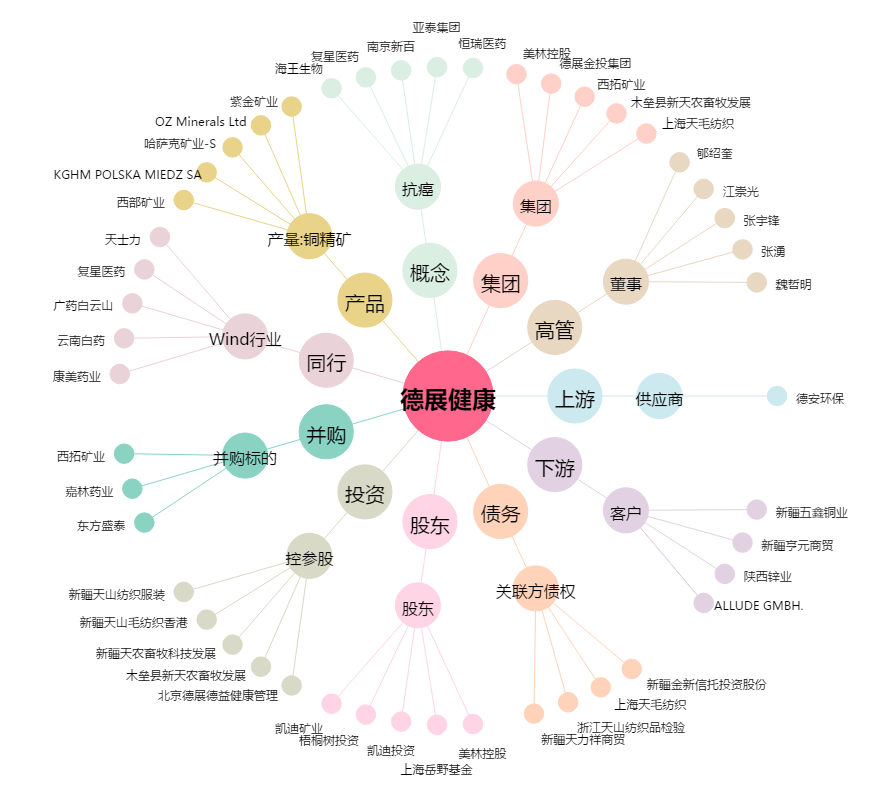 德展健康
概念
抗癌
海王生物
复星医药
南京新百
亚泰集团
恒瑞医药
集团
集团
美林控股
德展金投集团
西拓矿业
木垒县新天农畜牧发展
上海天毛纺织
高管
董事
郇绍奎
江崇光
张宇锋
张湧
魏哲明
上游
供应商
德安环保
下游
客户
新疆五鑫铜业
新疆亨元商贸
陕西锌业
ALLUDE GMBH.
债务
关联方债权
新疆金新信托投资股份
上海天毛纺织
浙江天山纺织品检验
新疆天力祥商贸
股东
股东
美林控股
上海岳野基金
凯迪投资
梧桐树投资
凯迪矿业
投资
控参股
北京德展德益健康管理
木垒县新天农畜牧发展
新疆天农畜牧科技发展
新疆天山毛纺织香港
新疆天山纺织服装
并购
并购标的
东方盛泰
嘉林药业
西拓矿业
同行
Wind行业
康美药业
云南白药
广药白云山
复星医药
天士力
产品
产量:铜精矿
西部矿业
KGHM POLSKA MIEDZ SA
哈萨克矿业-S
OZ Minerals Ltd
紫金矿业